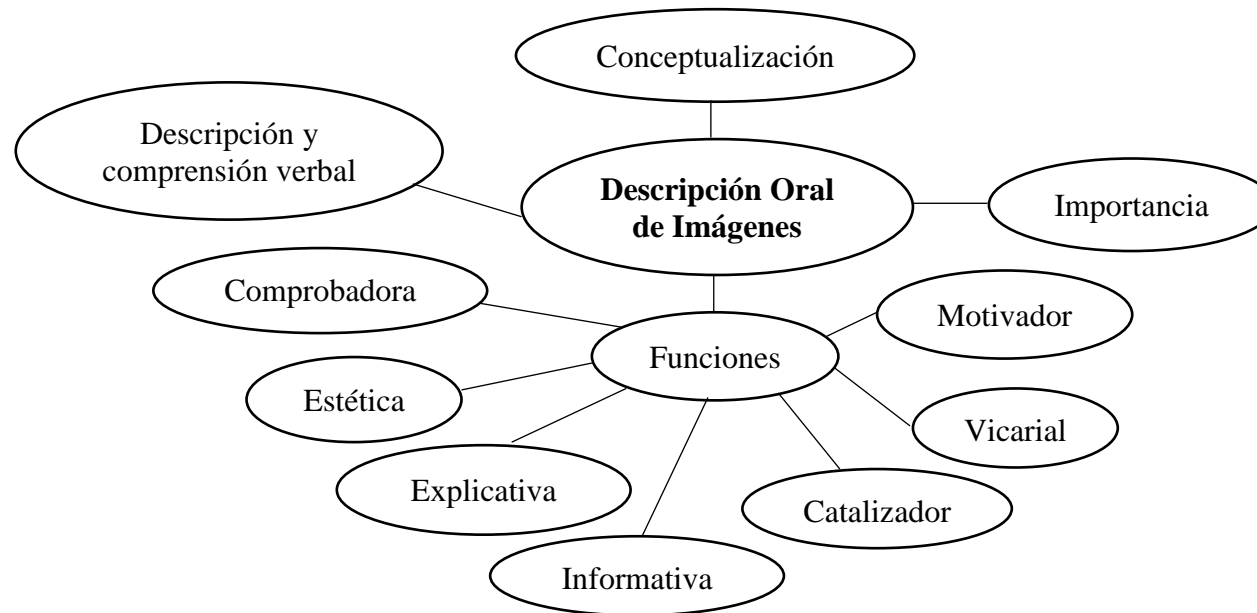 Conceptualización
Descripción y
comprensión verbal
Descripción Oral
de Imágenes
Importancia
Comprobadora
Motivador
Funciones
Estética
Vicarial
Explicativa
Catalizador
Informativa